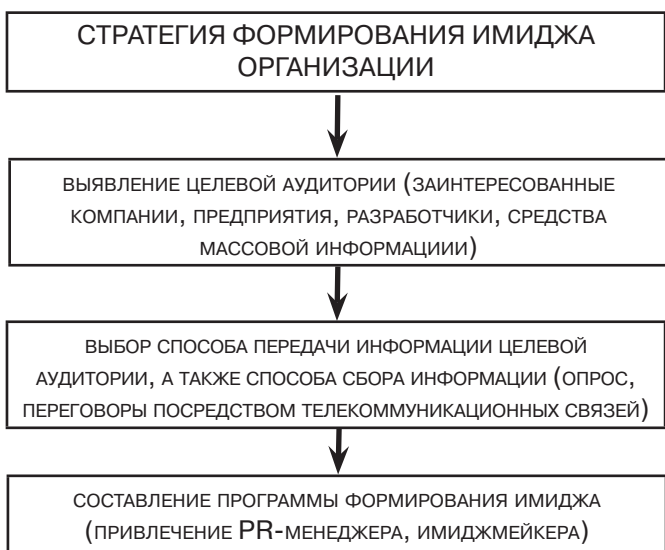 СТРАТЕГИЯ ФОРМИРОВАНИЯ ИМИДЖА
ОРГАНИЗАЦИИ
ВЫЯВЛЕНИЕ ЦЕЛЕВОЙ АУДИТОРИИ (ЗАИНТЕРЕСОВАННЫЕ
КОМПАНИИ, ПРЕДПРИЯТИЯ, РАЗРАБОТЧИКИ, СРЕДСТВА
МАССОВОЙ ИНФОРМАЦИИИ)
ВЫБОР СПОСОБА ПЕРЕДАЧИ ИНФОРМАЦИИ ЦЕЛЕВОЙ
АУДИТОРИИ, А ТАКЖЕ СПОСОБА СБОРА ИНФОРМАЦИИ (ОПРОС,
ПЕРЕГОВОРЫ ПОСРЕДСТВОМ ТЕЛЕКОММУНИКАЦИОННЫХ СВЯЗЕЙ)
СОСТАВЛЕНИЕ ПРОГРАММЫ ФОРМИРОВАНИЯ ИМИДЖА
(ПРИВЛЕЧЕНИЕ PR-МЕНЕДЖЕРА, ИМИДЖМЕЙКЕРА)